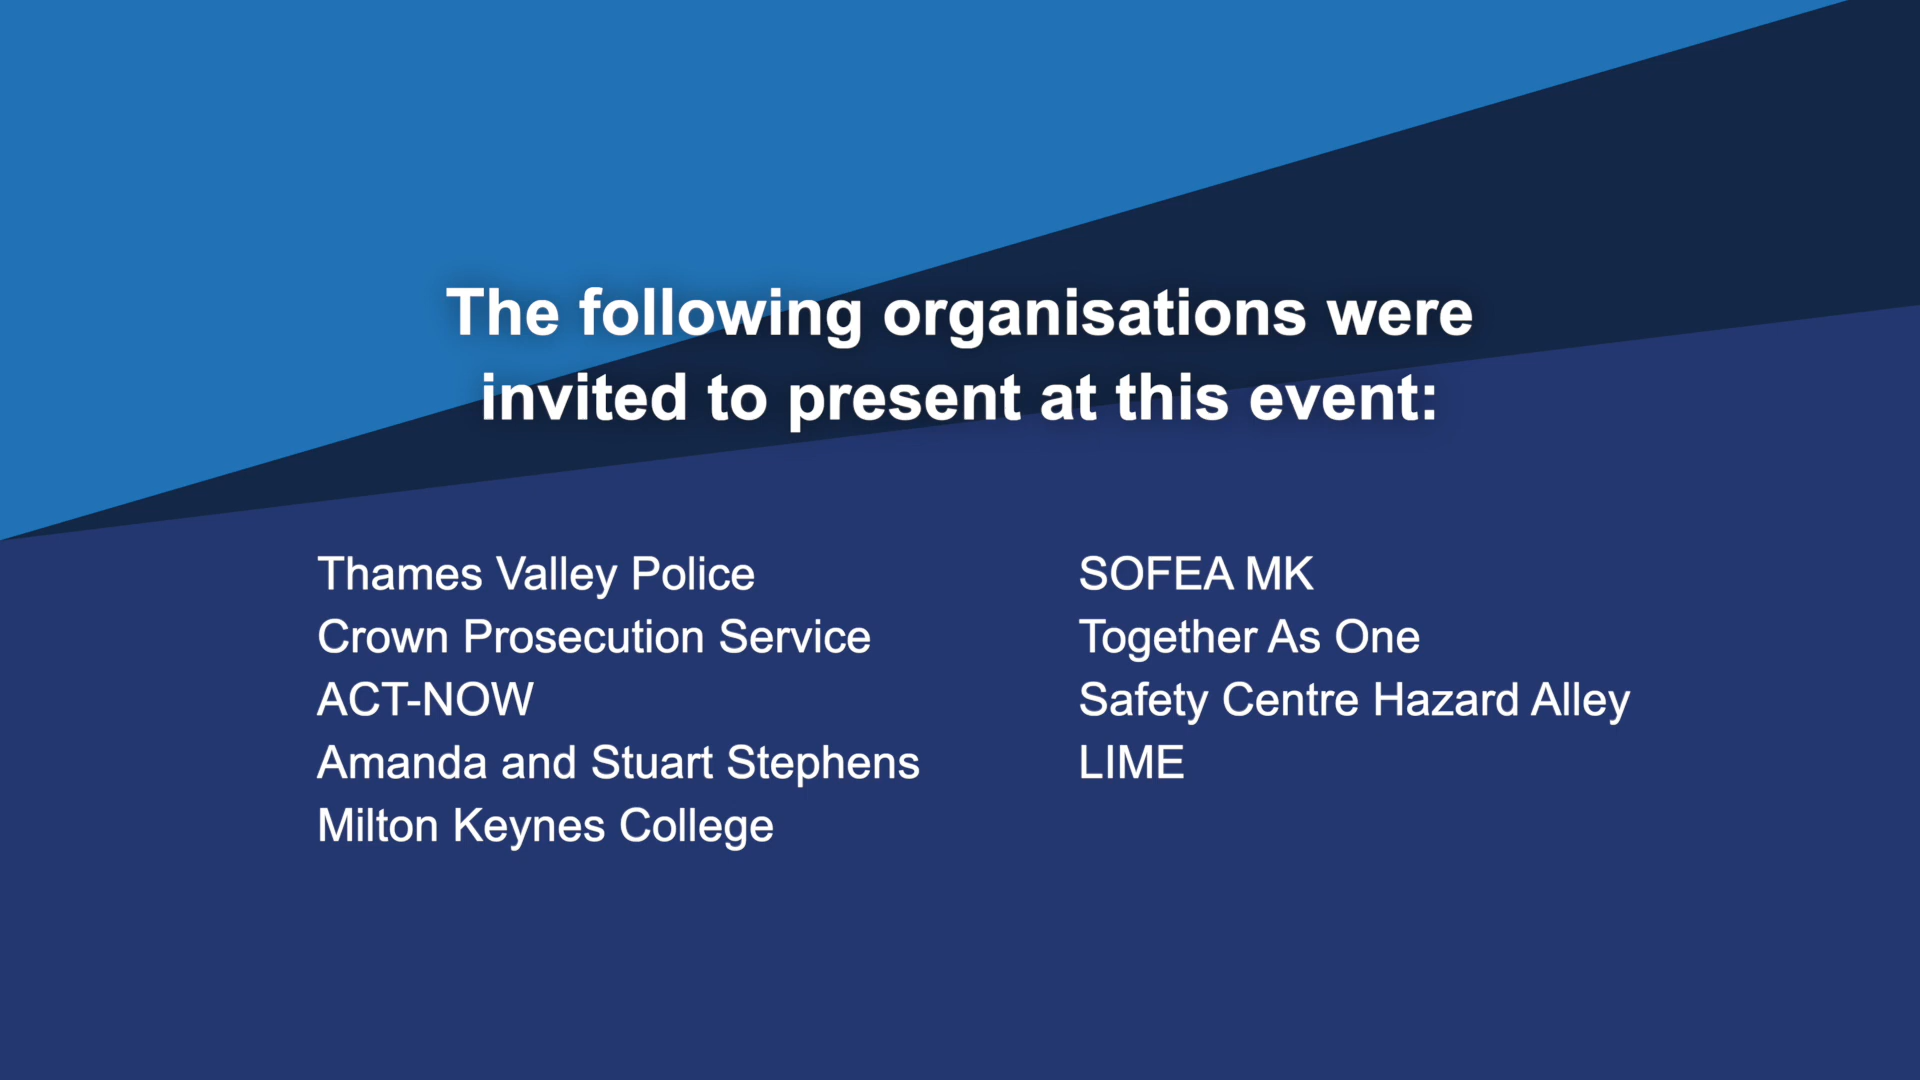 The following organisations were
invited to present at this event:
Thames Valley Police
Crown Prosecution Service
ACT-NOW
Amanda and Stuart Stephens
Milton Keynes College
SOFEA MK
Together As One
Safety Centre Hazard Alley
LIME